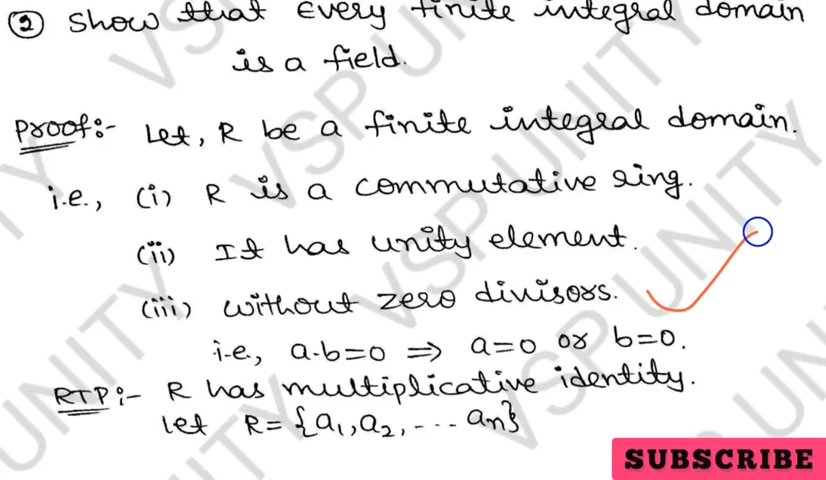 ② Show that every finite integral domain
is a field.
Proof:- Let, R be a finite integral domain.
i.e., (i) R is a commutative ring.
(ii) It has unity element.
(iii) without zero divisors.
i.e, a.b=0 ⇒ a=0 or b=0.
RTP:- R has multiplicative identity.
let R= {a₁, a₂, --- an}
SUBSCRIBE
VSP UNITY